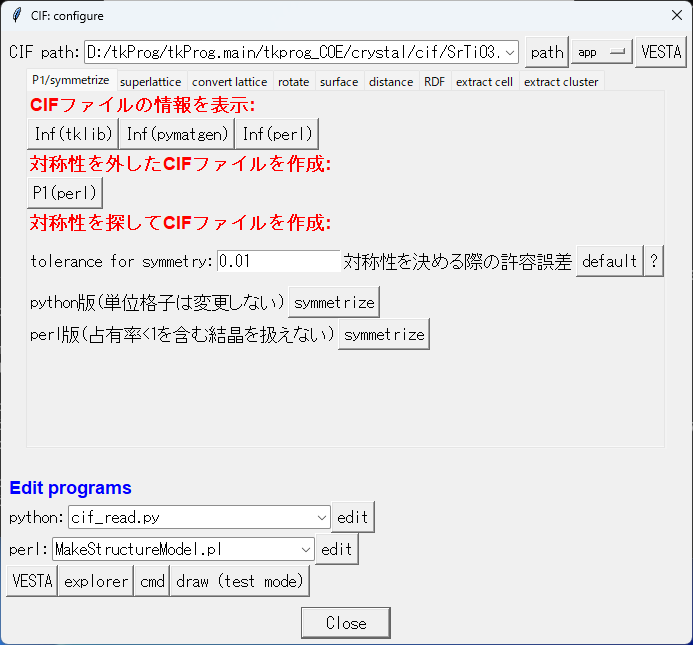 CIF: configure
CIF path: D:/tkProg/tkProg.main/tkprog_COE/crystal/cif/SrTiO3. path app VESTA
P1/symmetrize superlattice convert lattice rotate surface distance RDF extract cell extract cluster
CIFファイルの情報を表示:
Inf(tklib) Inf(pymatgen) Inf(perl)
対称性を外したCIFファイルを作成:
P1(perl)
対称性を探してCIFファイルを作成:
tolerance for symmetry: 0.01 対称性を決める際の許容誤差 default ?
python版(単位格子は変更しない) symmetrize
perl版(占有率<1を含む結晶を扱えない) symmetrize
Edit programs
python: cif_read.py edit
perl: MakeStructureModel.pl edit
VESTA explorer cmd draw (test mode)
Close